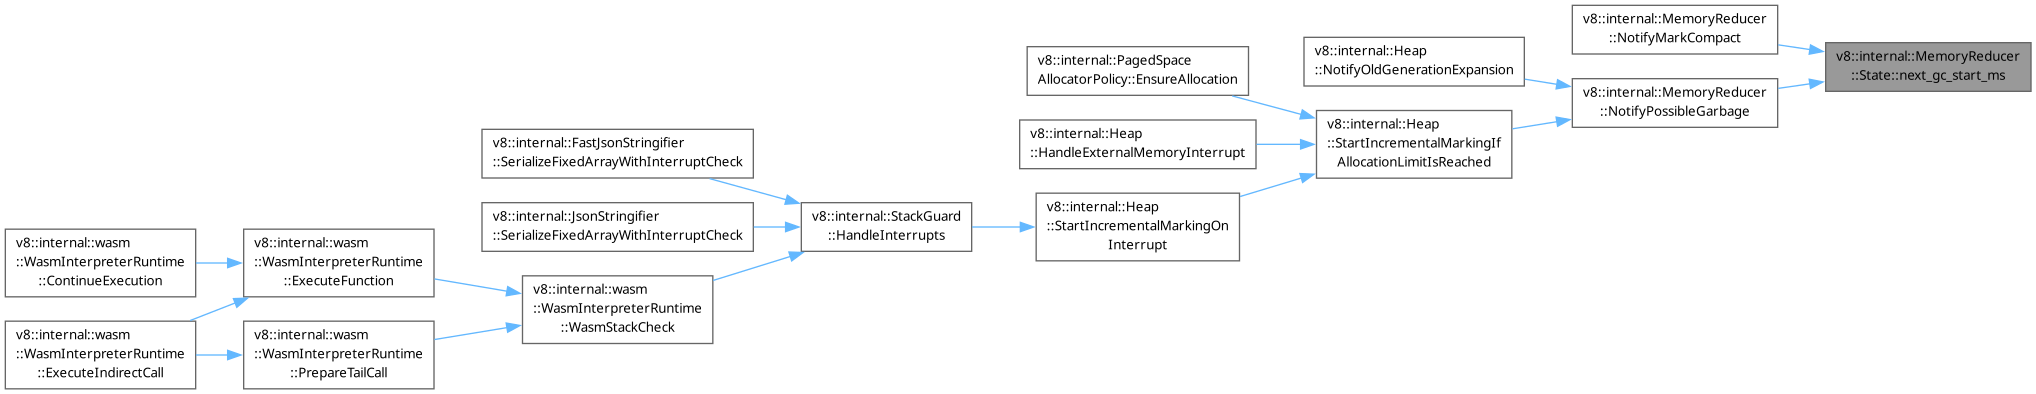 v8::internal::MemoryReducer
::NotifyMarkCompact
v8::internal::MemoryReducer
::State::next_gc_start_ms
v8::internal::Heap
::NotifyOldGenerationExpansion
v8::internal::PagedSpace
AllocatorPolicy::EnsureAllocation
v8::internal::MemoryReducer
::NotifyPossibleGarbage
v8::internal::Heap
::StartIncrementalMarkingIf
AllocationLimitIsReached
v8::internal::Heap
::HandleExternalMemoryInterrupt
v8::internal::FastJsonStringifier
::SerializeFixedArrayWithInterruptCheck
v8::internal::Heap
::StartIncrementalMarkingOn
Interrupt
v8::internal::JsonStringifier
::SerializeFixedArrayWithInterruptCheck
v8::internal::StackGuard
::HandleInterrupts
v8::internal::wasm
::WasmInterpreterRuntime
::ContinueExecution
v8::internal::wasm
::WasmInterpreterRuntime
::ExecuteFunction
v8::internal::wasm
::WasmInterpreterRuntime
::WasmStackCheck
v8::internal::wasm
::WasmInterpreterRuntime
::ExecuteIndirectCall
v8::internal::wasm
::WasmInterpreterRuntime
::PrepareTailCall